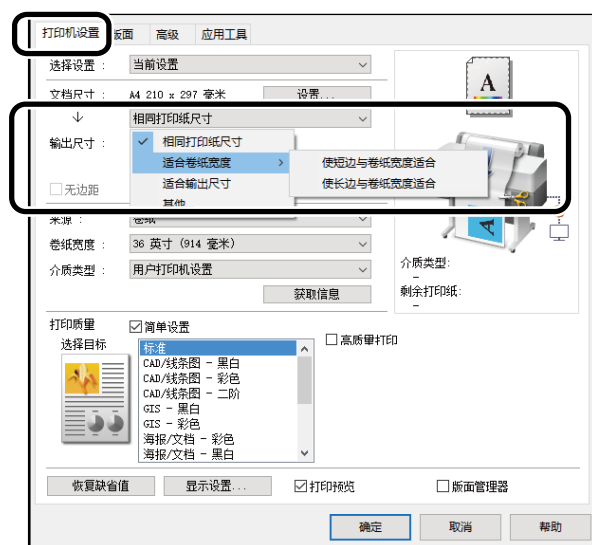 打印机设置 版面 高级 应用工具
选择设置 : 当前设置
文档尺寸 : A4 210 x 297 毫米 设置...
↓ 相同打印纸尺寸
输出尺寸 : ✓ 相同打印纸尺寸
适合卷纸宽度 > 使短边与卷纸宽度适合
适合输出尺寸 使长边与卷纸宽度适合
无边距 其他
来源 : 卷纸
卷纸宽度 : 36 英寸 (914 毫米)
介质类型 : 用户打印机设置
获取信息
A
A
介质类型:
-
剩余打印纸:
-
打印质量 简单设置
选择目标 标准 高质量打印
CAD/线条图 - 黑白
CAD/线条图 - 彩色
CAD/线条图 - 二阶
GIS - 黑白
GIS - 彩色
海报/文档 - 彩色
海报/文档 - 黑白
恢复缺省值 显示设置... 打印预览 版面管理器
确定 取消 帮助